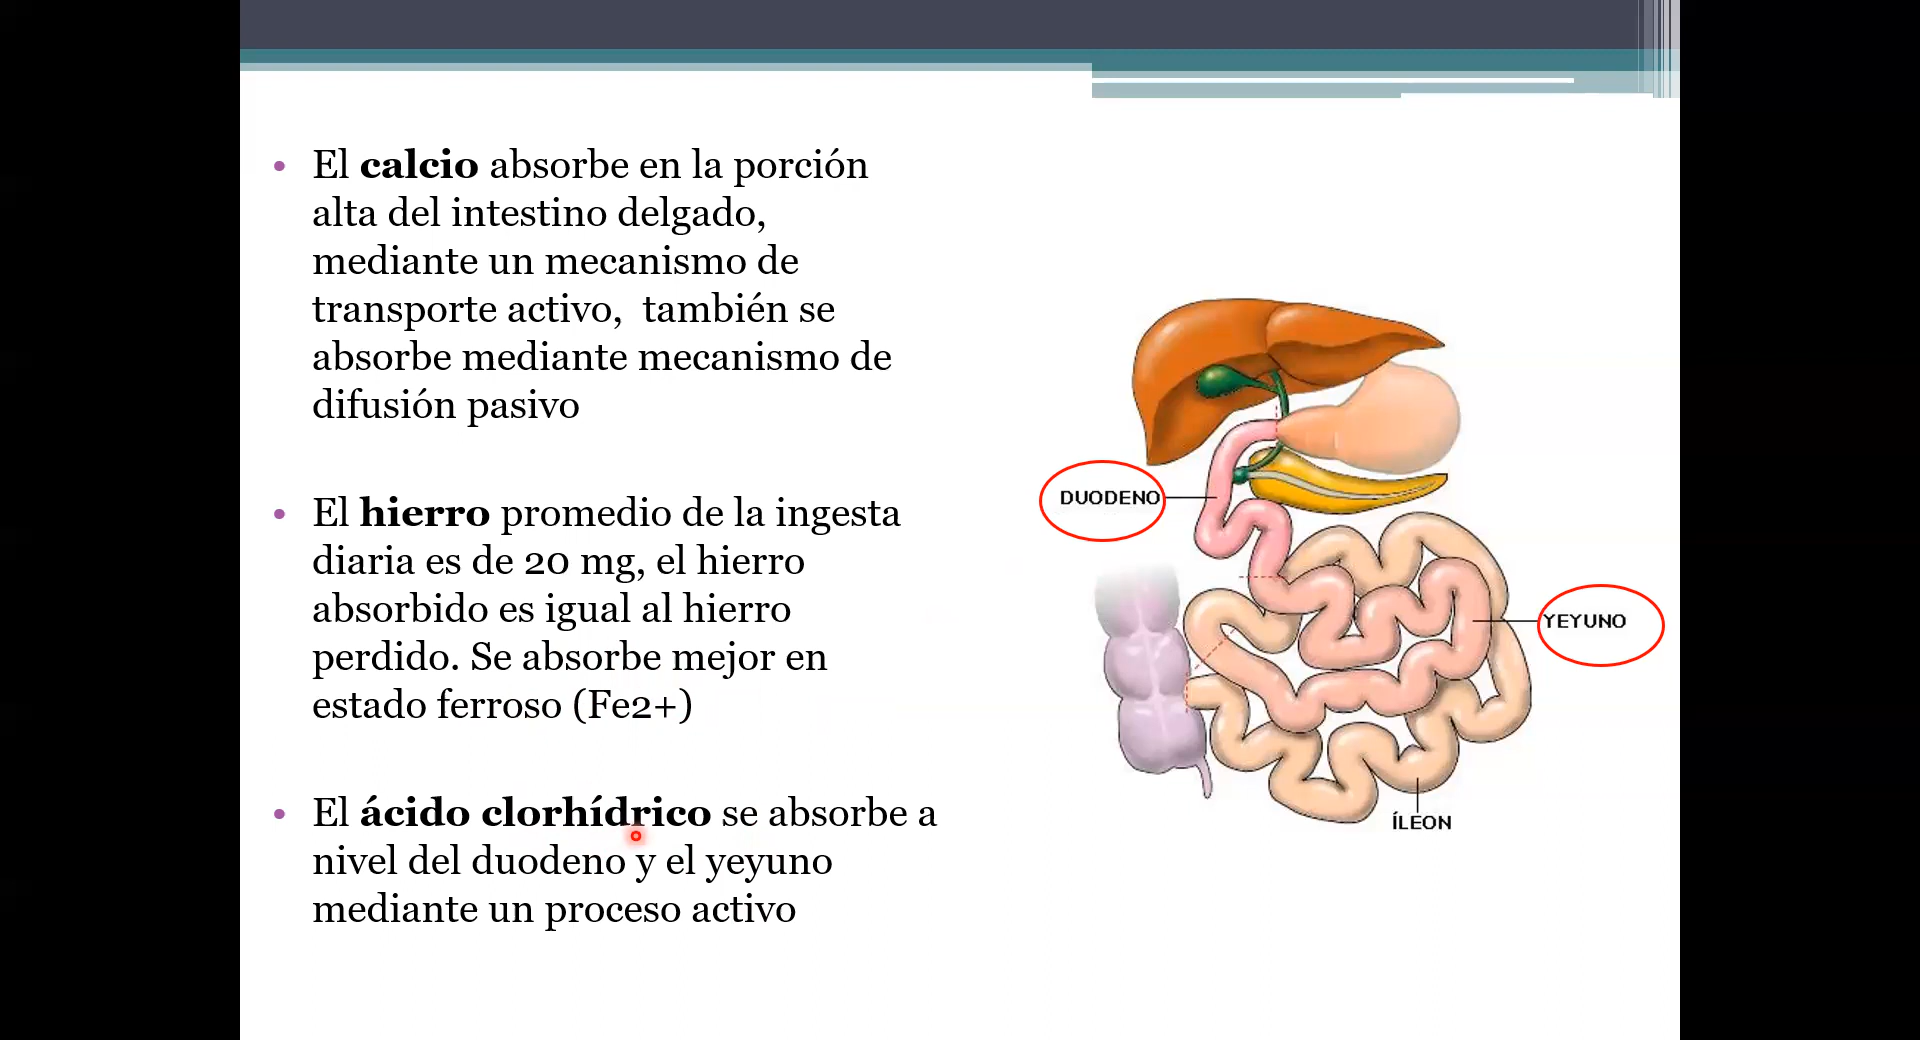 • El calcio absorbe en la porción
alta del intestino delgado,
mediante un mecanismo de
transporte activo,  también se
absorbe mediante mecanismo de
difusión pasivo
• El hierro promedio de la ingesta
diaria es de 20 mg, el hierro
absorbido es igual al hierro
perdido. Se absorbe mejor en
estado ferroso (Fe2+)
• El ácido clorhídrico se absorbe a
nivel del duodeno y el yeyuno
mediante un proceso activo
DUODENO
YEYUNO
ÍLEON